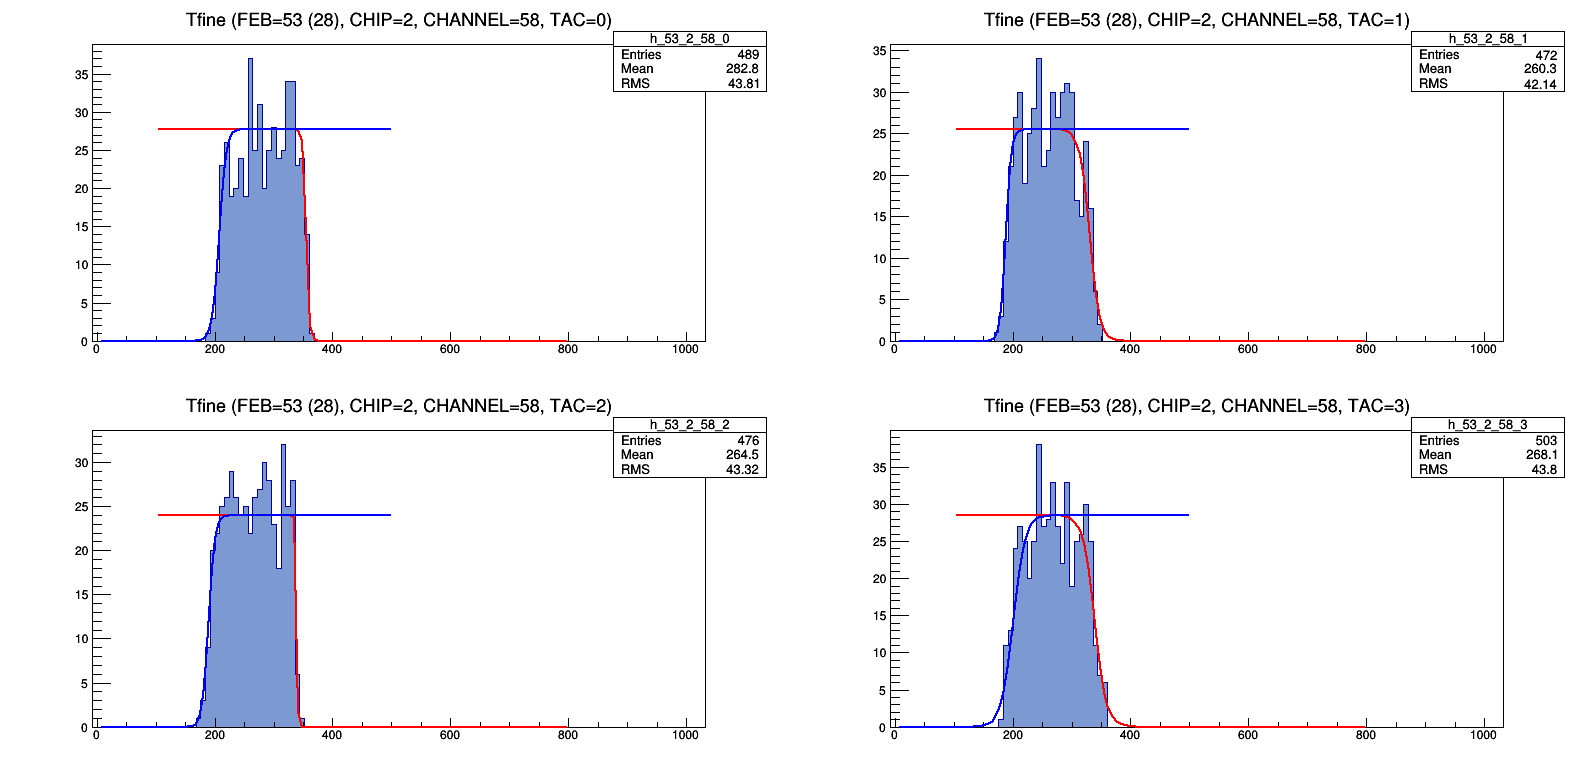 Tfine (FEB=53 (28), CHIP=2, CHANNEL=58, TAC=0)
h_53_2_58_0
Entries 489
Mean 282.8
RMS 43.81
35
30
25
20
15
10
5
0
0 200 400 600 800 1000
Tfine (FEB=53 (28), CHIP=2, CHANNEL=58, TAC=1)
h_53_2_58_1
Entries 472
Mean 260.3
RMS 42.14
35
30
25
20
15
10
5
0
0 200 400 600 800 1000
Tfine (FEB=53 (28), CHIP=2, CHANNEL=58, TAC=2)
h_53_2_58_2
Entries 476
Mean 264.5
RMS 43.32
30
25
20
15
10
5
0
0 200 400 600 800 1000
Tfine (FEB=53 (28), CHIP=2, CHANNEL=58, TAC=3)
h_53_2_58_3
Entries 503
Mean 268.1
RMS 43.8
35
30
25
20
15
10
5
0
0 200 400 600 800 1000